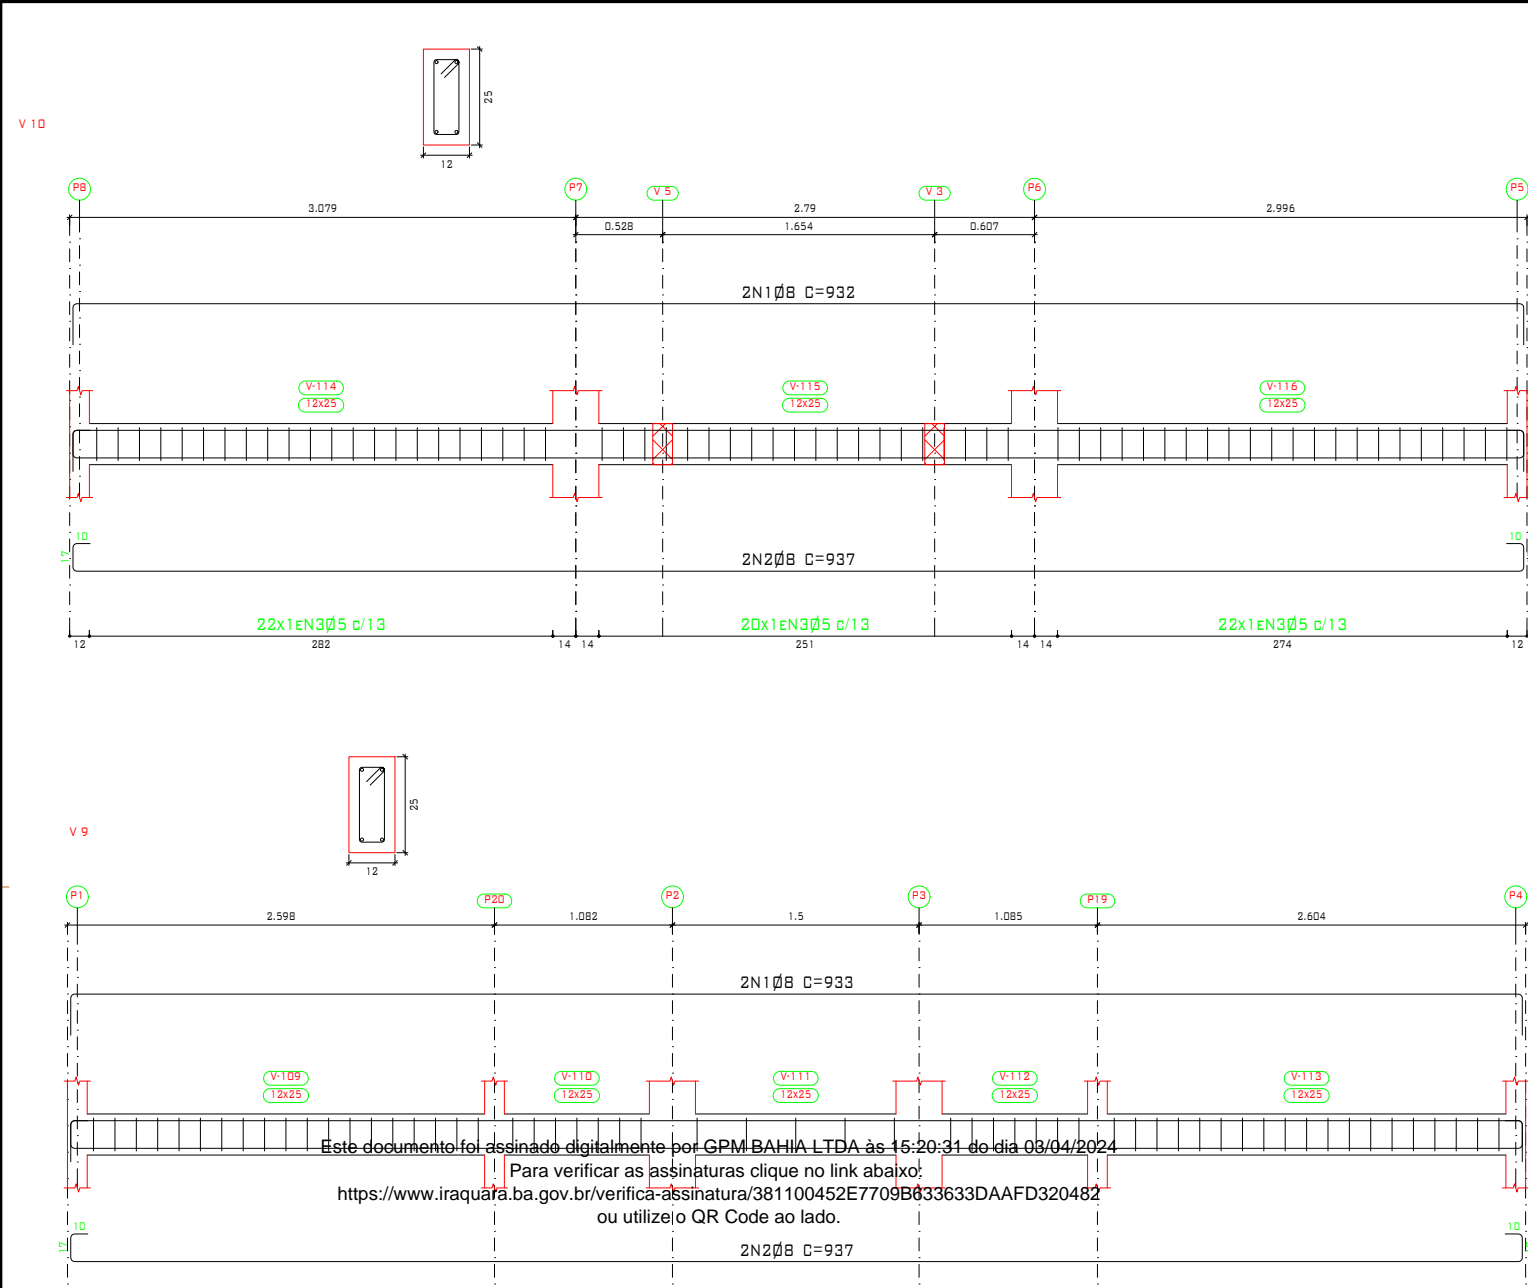 25
V 10
12
P8
P7
V 5
V 3
P6
P5
3.079
2.79
2.996
0.528
1.654
0.607
2N1Ø8 C=932
V-114
V-115
V-116
12x25
12x25
12x25
10
10
17
2N2Ø8 C=937
22x1EN3Ø5 c/13
20x1EN3Ø5 c/13
22x1EN3Ø5 c/13
12
282
14
14
251
14
14
274
12
25
V 9
12
P1
P20
P2
P3
P19
P4
2.598
1.082
1.5
1.085
2.604
2N1Ø8 C=933
V-109
V-110
V-111
V-112
V-113
12x25
12x25
12x25
12x25
12x25
Este documento foi assinado digitalmente por GPM BAHIA LTDA às 15:20:31 do dia 03/04/2024
Para verificar as assinaturas clique no link abaixo:
https://www.iraquara.ba.gov.br/verifica-assinatura/381100452E7709B633633DAAFD320482
ou utilize o QR Code ao lado.
10
10
17
2N2Ø8 C=937